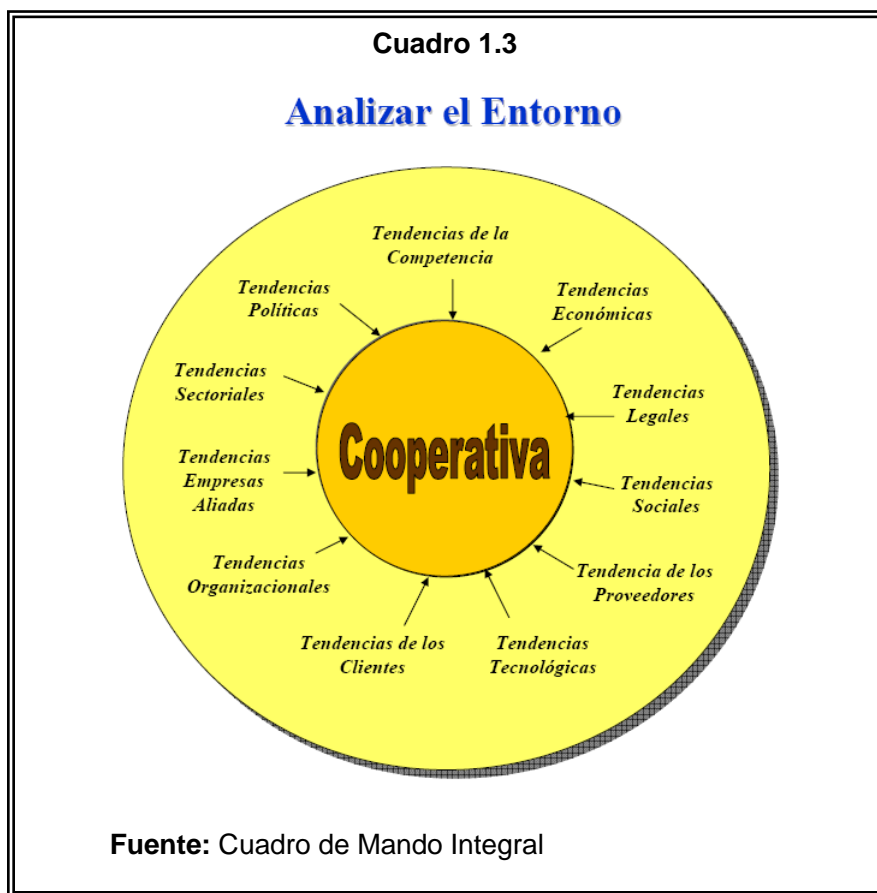 Cuadro 1.3
Analizar el Entorno
Tendencias de la
Competencia
Tendencias
Económicas
Tendencias
Legales
Tendencias
Sociales
Tendencia de los
Proveedores
Tendencias
Tecnológicas
Tendencias de los
Clientes
Tendencias
Organizacionales
Tendencias
Empresas
Aliadas
Tendencias
Sectoriales
Tendencias
Políticas
Cooperativa
Fuente: Cuadro de Mando Integral